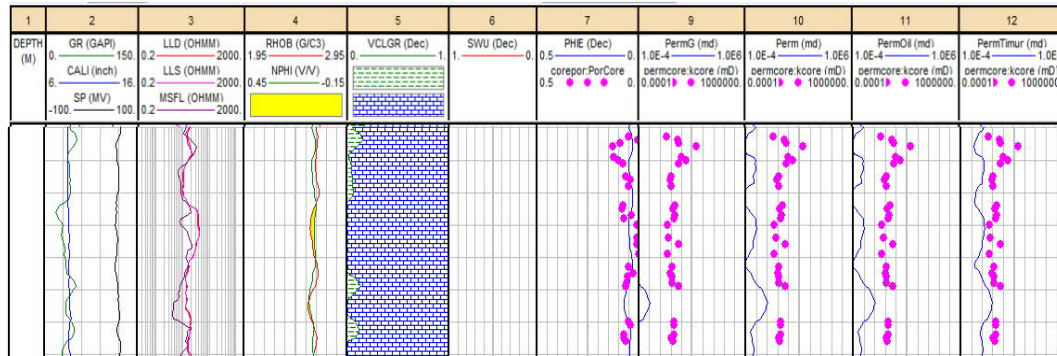 1 2 3 4 5 6 7 9 10 11 12
DEPTH (M)
GR (GAPI)
0. 150.
CALI (inch)
6. 16.
SP (MV)
-100. 100.
LLD (OHMM)
0.2 2000.
LLS (OHMM)
0.2 2000.
MSFL (OHMM)
0.2 2000.
RHOB (G/C3)
1.95 2.95
NPHI (V/V)
0.45 -0.15
VCLGR (Dec)
0. 1.
SWU (Dec)
1. 0.
PHIE (Dec)
0.5 0.
corepor:PorCore
0.5 0.
PermG (md)
1.0E-4 1.0E6
permcore:kcore (mD)
0.0001 1000000.
Perm (md)
1.0E-4 1.0E6
permcore:kcore (mD)
0.0001 1000000.
PermOil (md)
1.0E-4 1.0E6
permcore:kcore (mD)
0.0001 1000000.
PermTimur (md)
1.0E-4 1.0E6
permcore:kcore (mD)
0.0001 1000000.